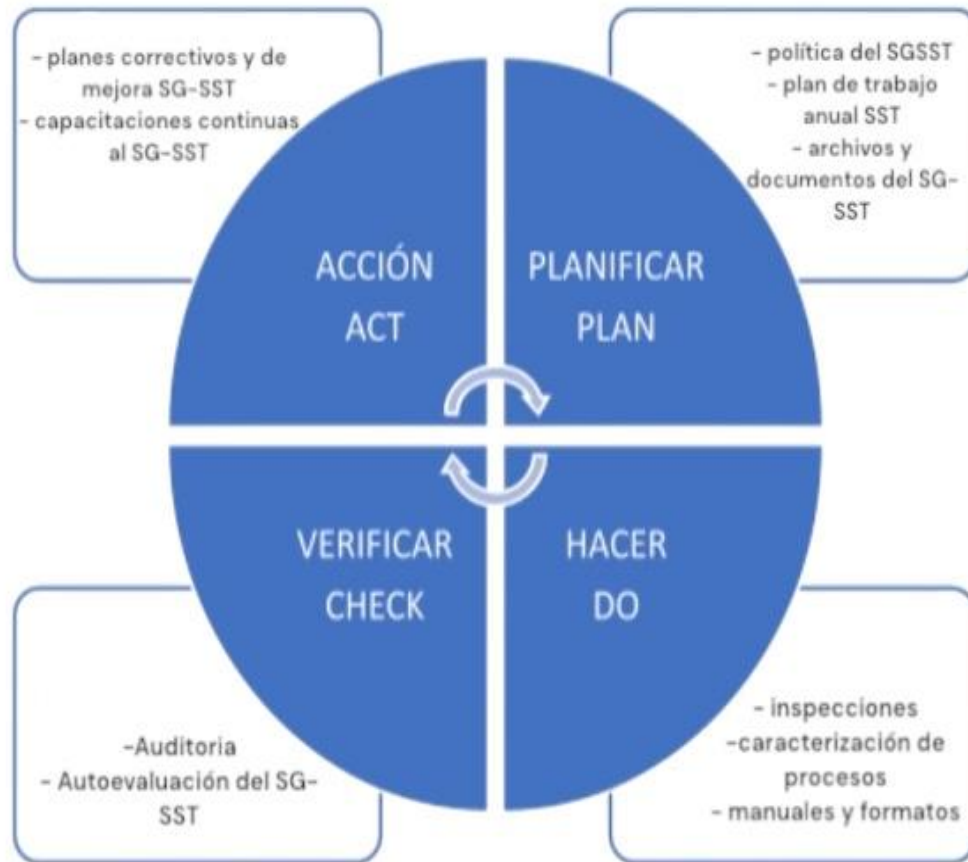 - planes correctivos y de
mejora SG-SST
- capacitaciones continuas
al SG-SST
- política del SGSST
- plan de trabajo
anual SST
- archivos y
documentos del SG-
SST
ACCIÓN
ACT
PLANIFICAR
PLAN
VERIFICAR
CHECK
HACER
DO
-Auditoria
- Autoevaluación del SG-
SST
- inspecciones
-caracterización de
procesos
- manuales y formatos